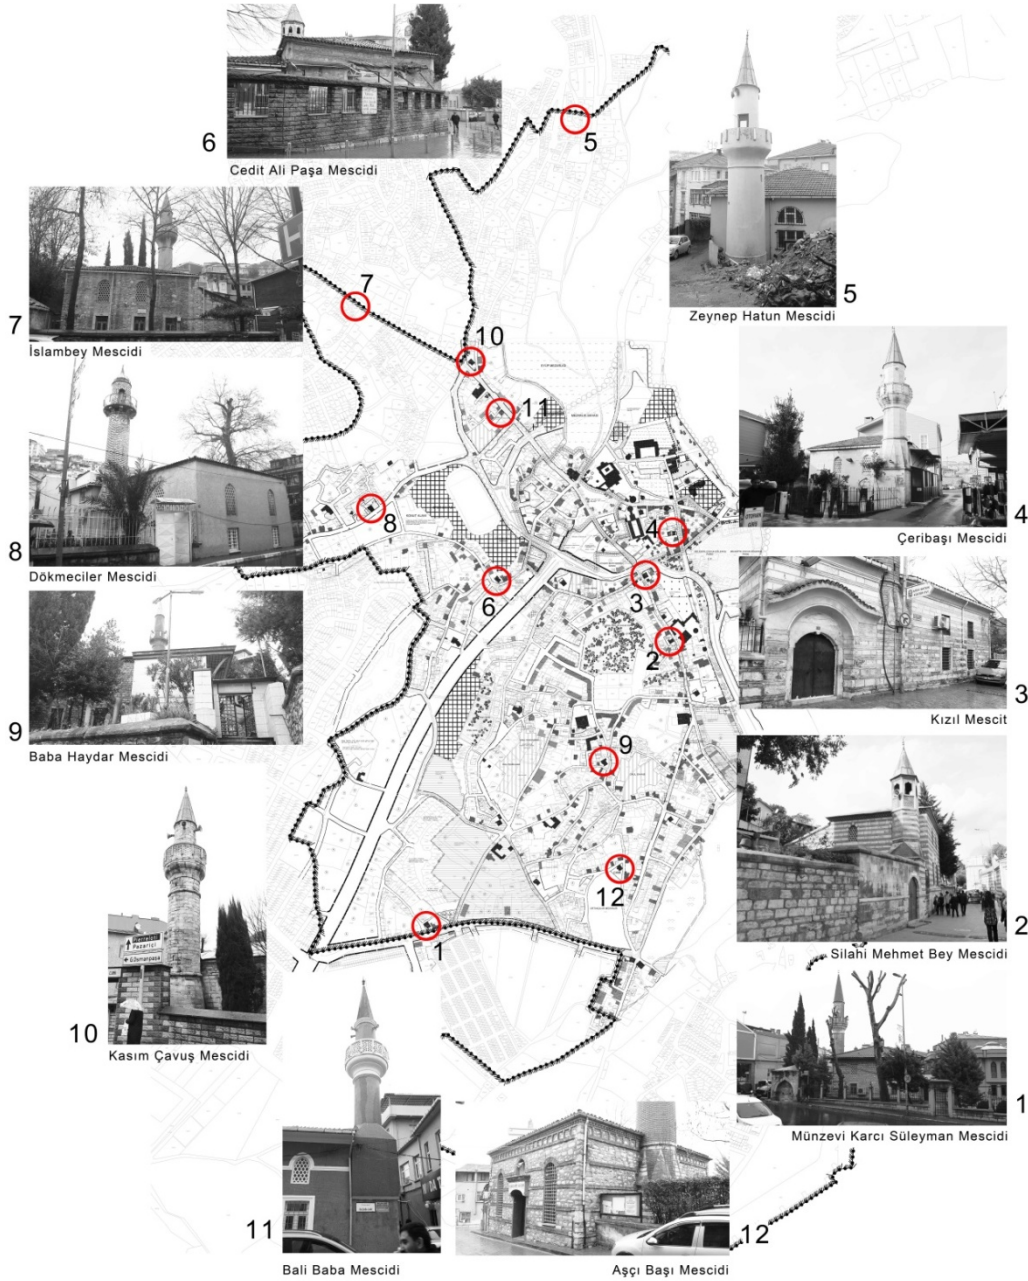 6
Cedit Ali Paşa Mescidi
5
7
İslambey Mescidi
5
Zeynep Hatun Mescidi
7
10
11
8
Dökmeciler Mescidi
8
4
4
Çeribaşı Mescidi
6
3
2
3
Kızıl Mescit
9
Baba Haydar Mescidi
9
2
Silahi Mehmet Bey Mescidi
12
1
10
Kasım Çavuş Mescidi
1
Münzevi Karcı Süleyman Mescidi
11
Bali Baba Mescidi
12
Aşçı Başı Mescidi